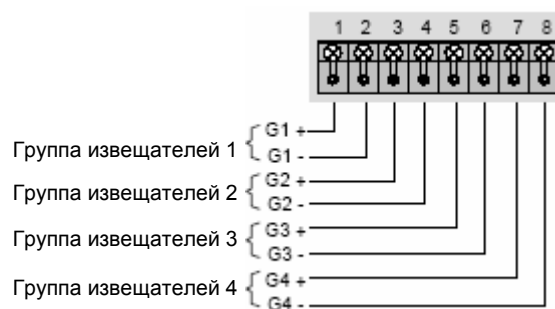 1 2 3 4 5 6 7 8
G1 +
Группа извещателей 1
G1 -
G2 +
Группа извещателей 2
G2 -
G3 +
Группа извещателей 3
G3 -
G4 +
Группа извещателей 4
G4 -